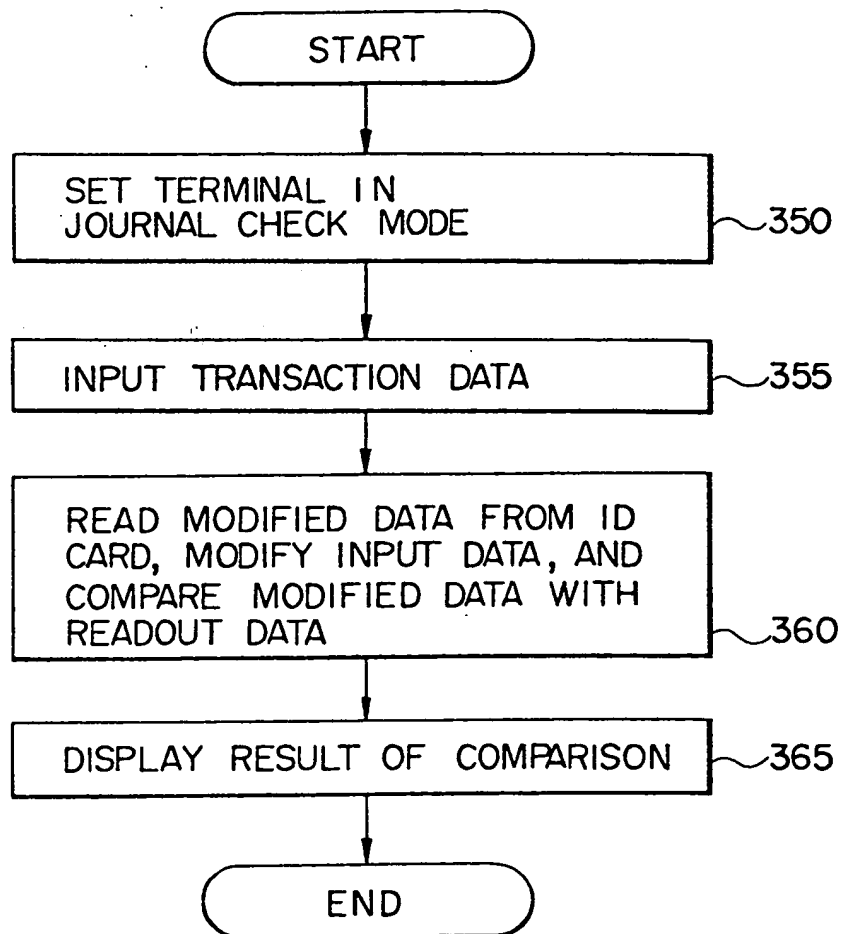 START
SET TERMINAL IN
JOURNAL CHECK MODE
350
INPUT TRANSACTION DATA
355
READ MODIFIED DATA FROM ID
CARD, MODIFY INPUT DATA, AND
COMPARE MODIFIED DATA WITH
READOUT DATA
360
DISPLAY RESULT OF COMPARISON
365
END